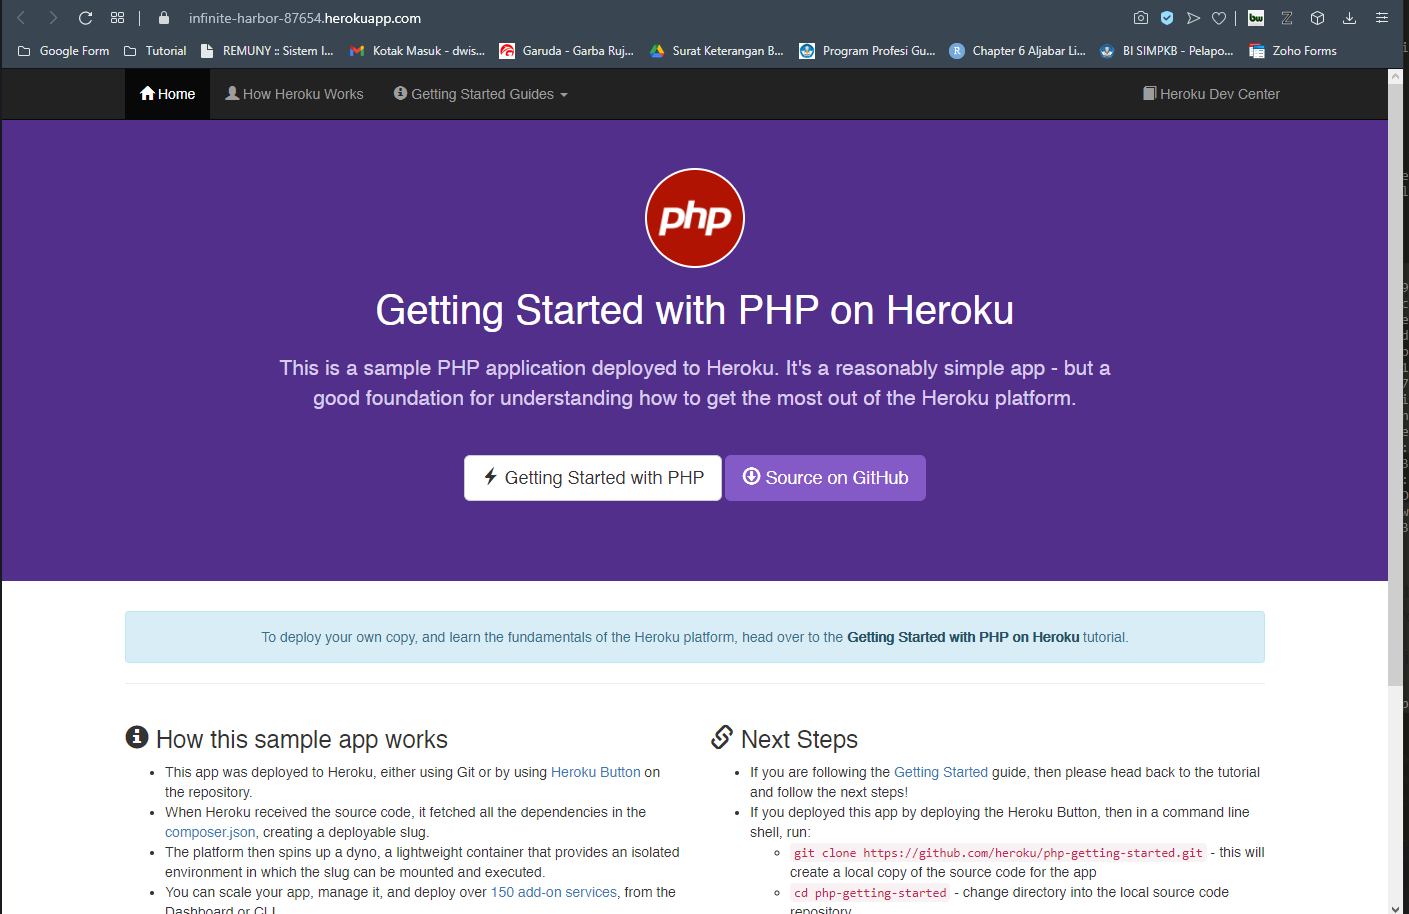 infinite-harbor-87654.herokuapp.com
bw
Google Form
Tutorial
REMUNY :: Sistem I...
Kotak Masuk - dwis...
Garuda - Garba Ruj...
Surat Keterangan B...
Program Profesi Gu...
R Chapter 6 Aljabar Li...
BI SIMPKB - Pelapo...
Zoho Forms
Home
How Heroku Works
Getting Started Guides
Heroku Dev Center
php
Getting Started with PHP on Heroku
This is a sample PHP application deployed to Heroku. It's a reasonably simple app - but a
good foundation for understanding how to get the most out of the Heroku platform.
Getting Started with PHP
Source on GitHub
To deploy your own copy, and learn the fundamentals of the Heroku platform, head over to the Getting Started with PHP on Heroku tutorial.
How this sample app works
This app was deployed to Heroku, either using Git or by using Heroku Button on
the repository.
When Heroku received the source code, it fetched all the dependencies in the
composer.json, creating a deployable slug.
The platform then spins up a dyno, a lightweight container that provides an isolated
environment in which the slug can be mounted and executed.
You can scale your app, manage it, and deploy over 150 add-on services, from the
Dashboard or CLI
Next Steps
If you are following the Getting Started guide, then please head back to the tutorial
and follow the next steps!
If you deployed this app by deploying the Heroku Button, then in a command line
shell, run:
git clone https://github.com/heroku/php-getting-started.git - this will
create a local copy of the source code for the app
cd php-getting-started - change directory into the local source code
repository